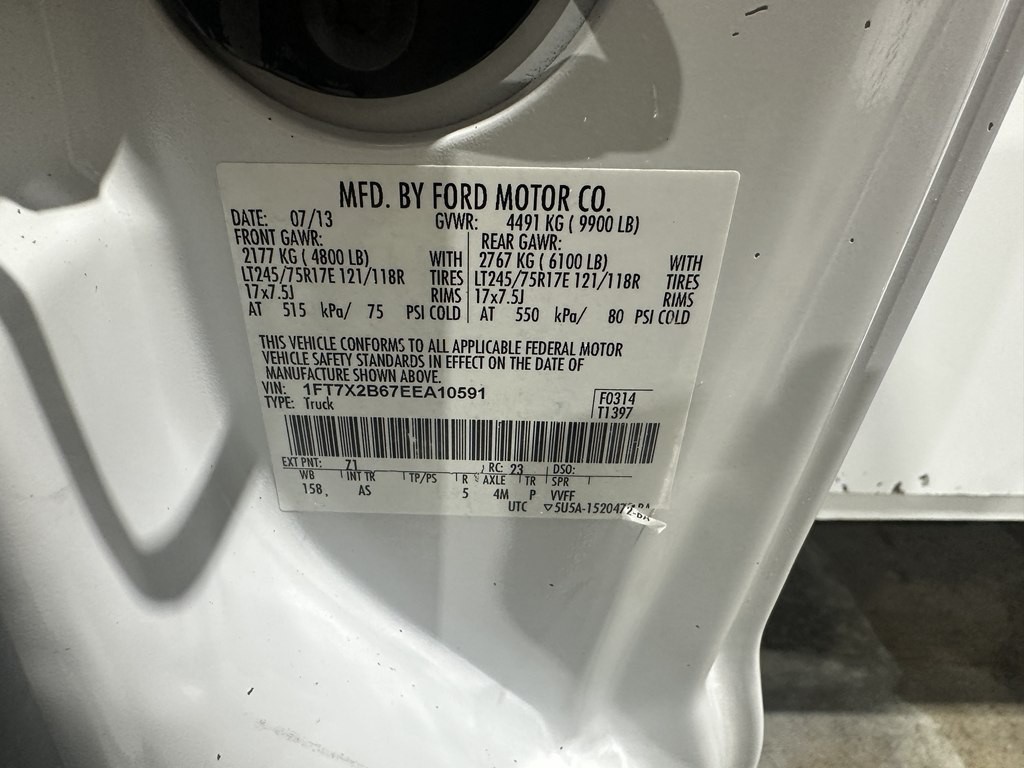 MFD. BY FORD MOTOR CO.
DATE: 07/13 GVWR: 4491 KG ( 9900 LB)
FRONT GAWR: REAR GAWR:
2177 KG ( 4800 LB) WITH 2767 KG ( 6100 LB) WITH
LT245/75R17E 121/118R TIRES LT245/75R17E 121/118R TIRES
17x7.5J RIMS 17x7.5J RIMS
AT 515 kPa/ 75 PSI COLD AT 550 kPa/ 80 PSI COLD
THIS VEHICLE CONFORMS TO ALL APPLICABLE FEDERAL MOTOR
VEHICLE SAFETY STANDARDS IN EFFECT ON THE DATE OF
MANUFACTURE SHOWN ABOVE.
VIN: 1FT7X2B67EEA10591 F0314
TYPE: Truck T1397
EXT PNT: 71 RC: 23 DSO:
WB INT TR TP/PS R AXLE TR SPR
158. AS 5 4M P VVFF
UTC ▽5U5A-1520472-BA